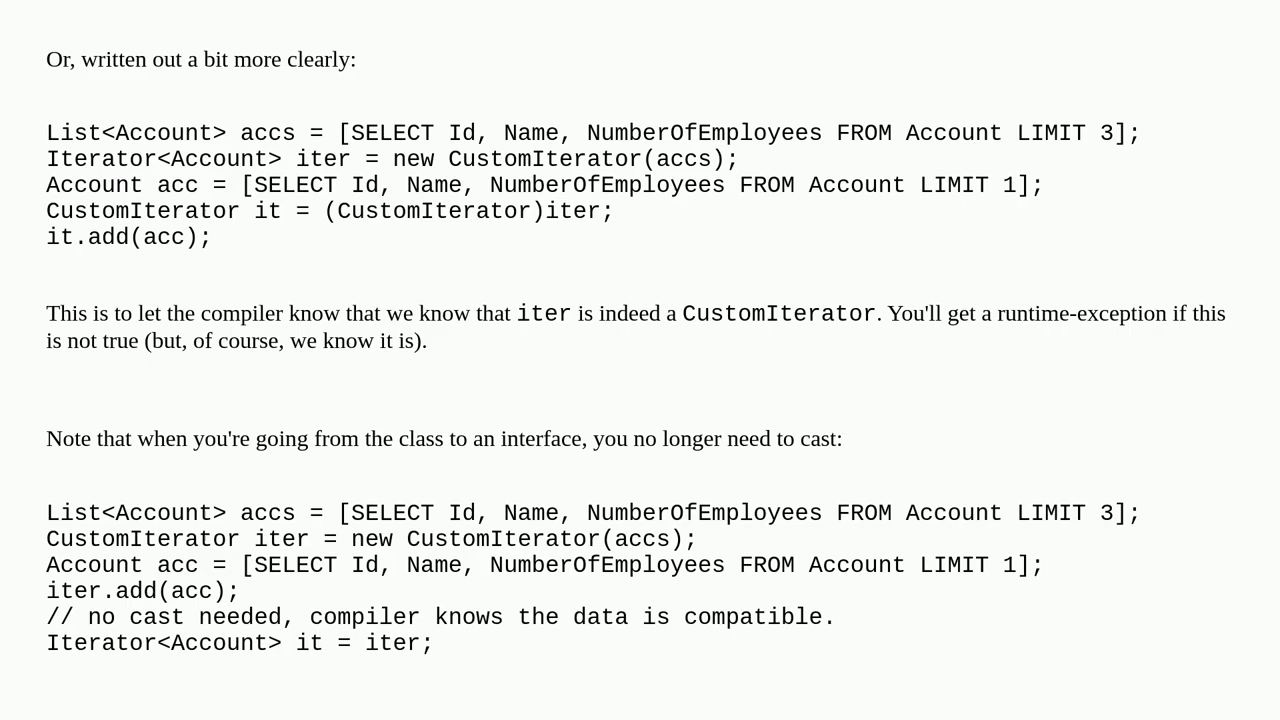 Or, written out a bit more clearly:
List<Account> accs = [SELECT Id, Name, NumberOfEmployees FROM Account LIMIT 3];
Iterator<Account> iter = new CustomIterator(accs);
Account acc = [SELECT Id, Name, NumberOfEmployees FROM Account LIMIT 1];
CustomIterator it = (CustomIterator)iter;
it.add(acc);
This is to let the compiler know that we know that iter is indeed a CustomIterator. You'll get a runtime-exception if this
is not true (but, of course, we know it is).
Note that when you're going from the class to an interface, you no longer need to cast:
List<Account> accs = [SELECT Id, Name, NumberOfEmployees FROM Account LIMIT 3];
CustomIterator iter = new CustomIterator(accs);
Account acc = [SELECT Id, Name, NumberOfEmployees FROM Account LIMIT 1];
iter.add(acc);
// no cast needed, compiler knows the data is compatible.
Iterator<Account> it = iter;